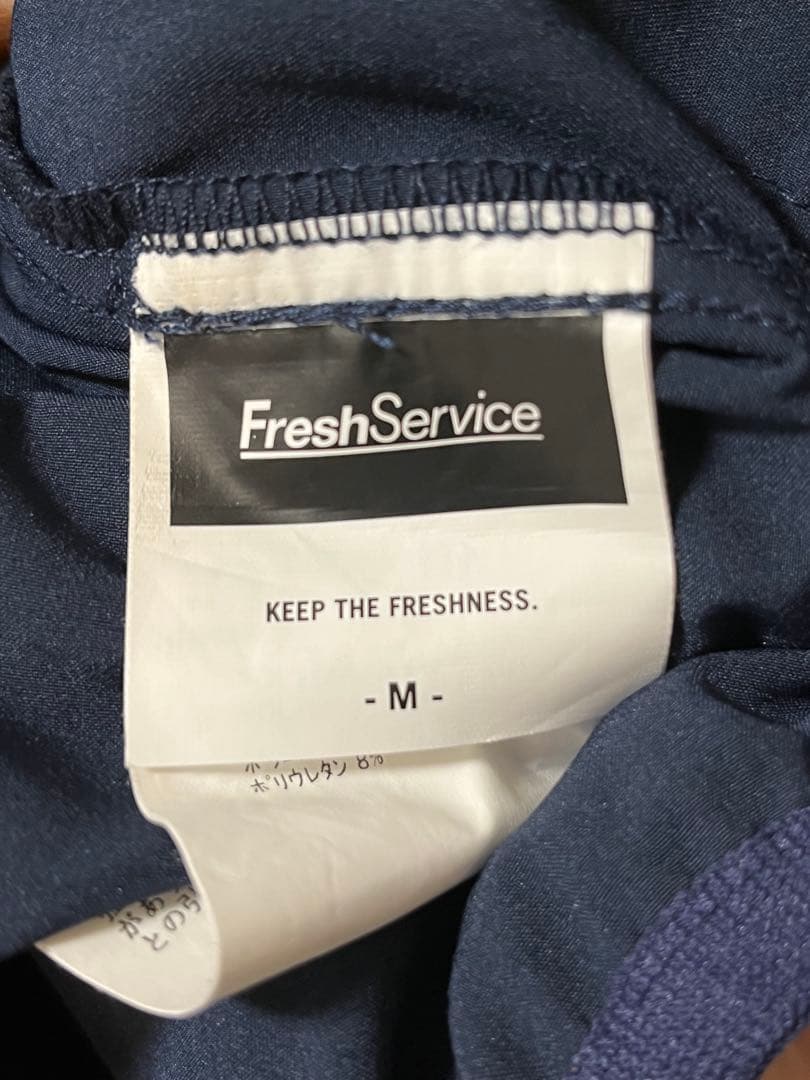 FreshService
KEEP THE FRESHNESS.
- M -
ポリウレタン 8%